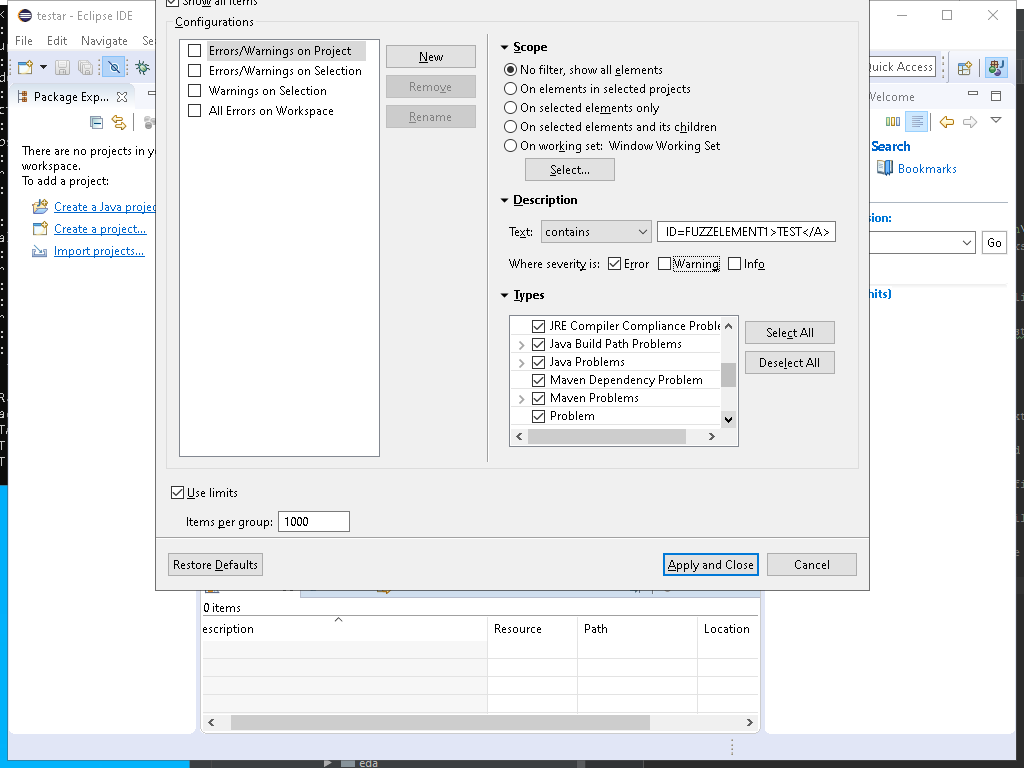 testar - Eclipse IDE
Show all items
File Edit Navigate Se
Configurations
Errors/Warnings on Project
Errors/Warnings on Selection
Warnings on Selection
All Errors on Workspace
New
Remove
Rename
Scope
No filter, show all elements
On elements in selected projects
On selected elements only
On selected elements and its children
On working set: Window Working Set
Select...
Description
Text: contains ID=FUZZELEMENT1>TEST</A>
Where severity is: Error Warning Info
Types
JRE Compiler Compliance Proble
Java Build Path Problems
Java Problems
Maven Dependency Problem
Maven Problems
Problem
Select All
Deselect All
Use limits
Items per group: 1000
Restore Defaults
Apply and Close
Cancel
Package Exp...
There are no projects in y
workspace.
To add a project:
Create a Java projec
Create a project...
Import projects...
Quick Access
Welcome
Search
Bookmarks
sion:
Go
hits)
0 items
escription Resource Path Location
eda